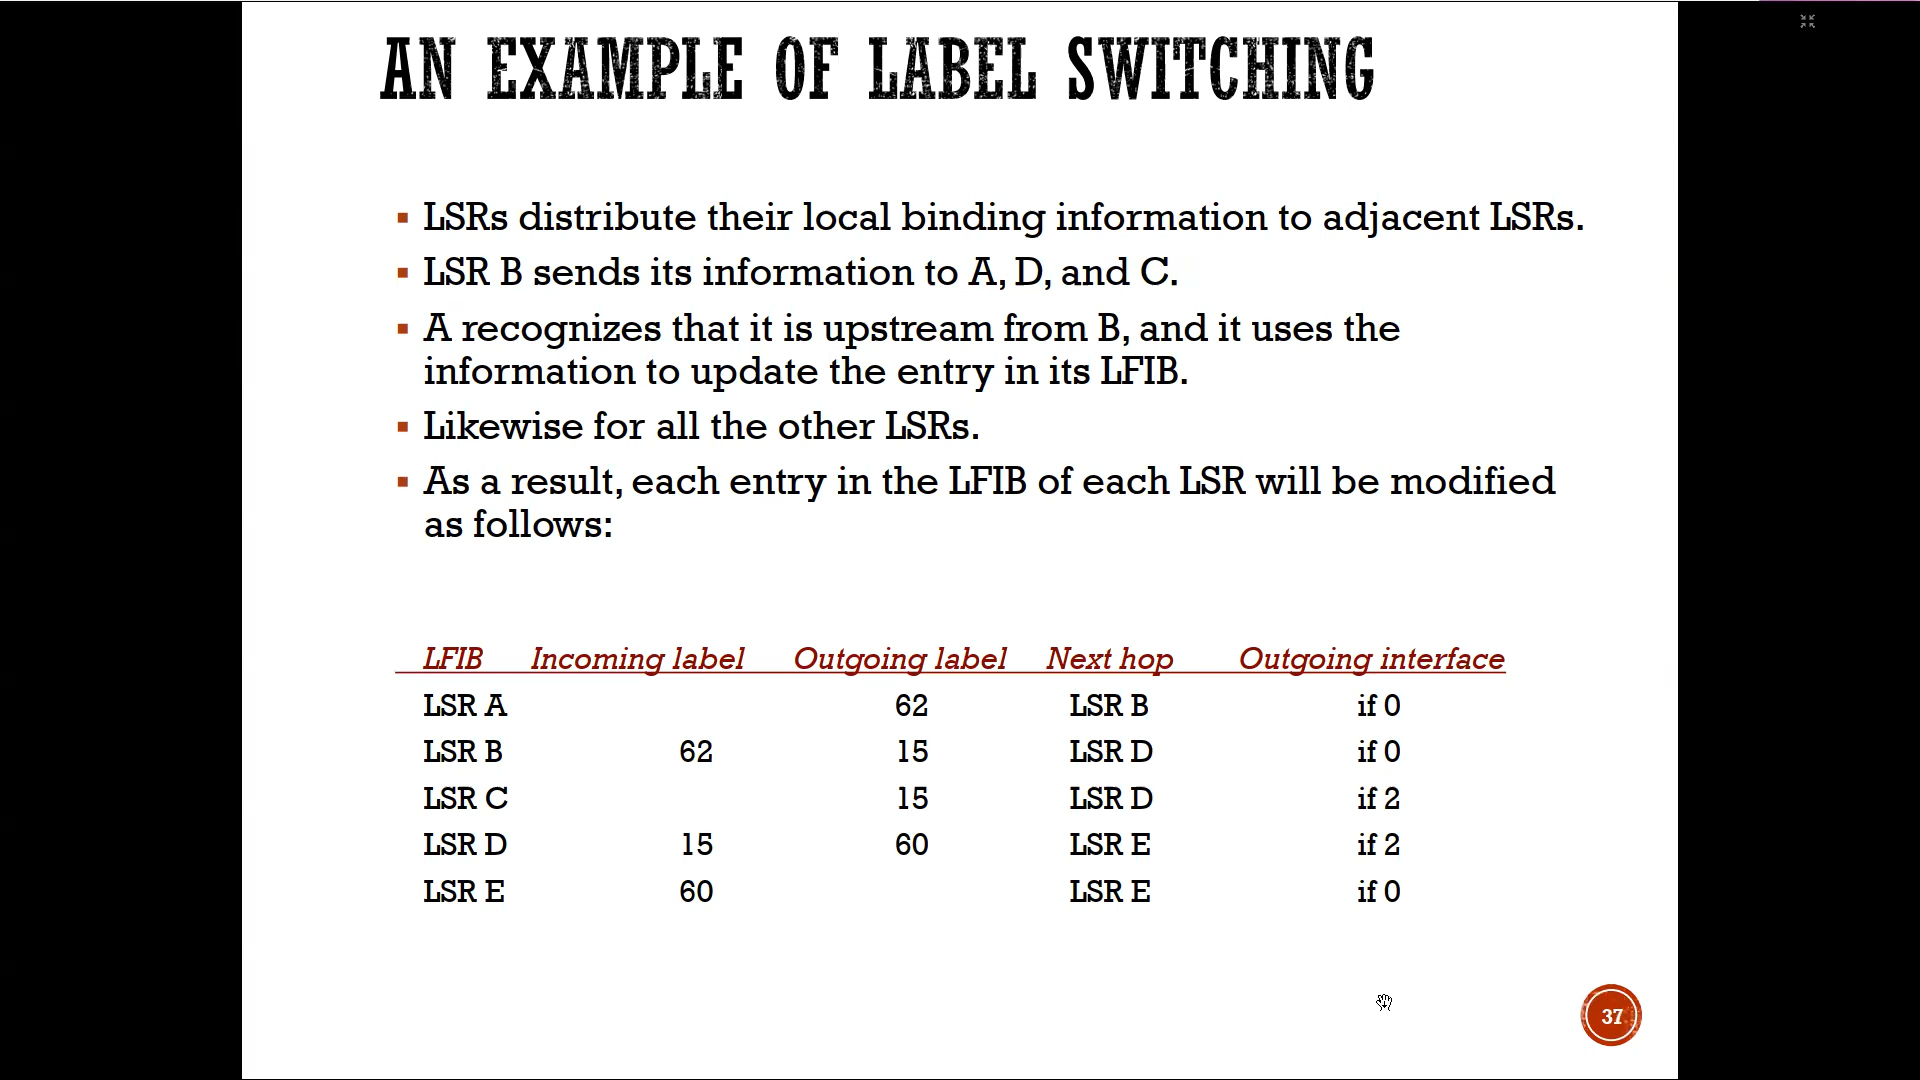 AN EXAMPLE OF LABEL SWITCHING
▪ LSRs distribute their local binding information to adjacent LSRs.
▪ LSR B sends its information to A, D, and C.
▪ A recognizes that it is upstream from B, and it uses the
information to update the entry in its LFIB.
▪ Likewise for all the other LSRs.
▪ As a result, each entry in the LFIB of each LSR will be modified
as follows:
LFIB Incoming label Outgoing label Next hop Outgoing interface
LSR A 62 LSR B if 0
LSR B 62 15 LSR D if 0
LSR C 15 LSR D if 2
LSR D 15 60 LSR E if 2
LSR E 60 LSR E if 0
37